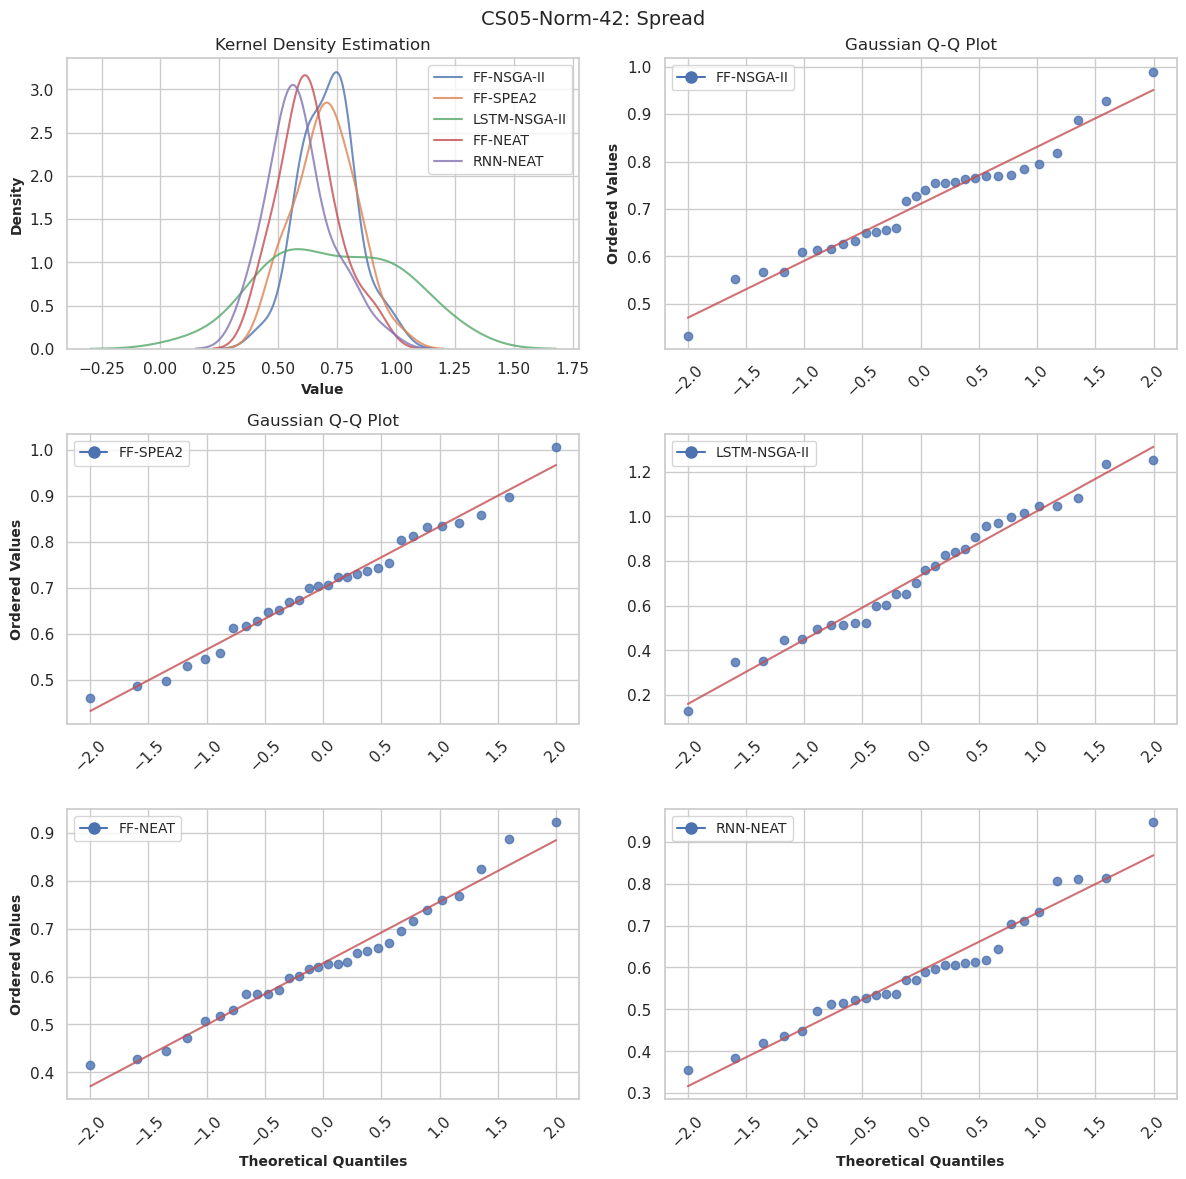 CS05-Norm-42: Spread
Kernel Density Estimation
FF-NSGA-II
FF-SPEA2
LSTM-NSGA-II
FF-NEAT
RNN-NEAT
Density
3.0
2.5
2.0
1.5
1.0
0.5
0.0
−0.25 0.00 0.25 0.50 0.75 1.00 1.25 1.50 1.75
Value
Gaussian Q-Q Plot
FF-NSGA-II
Ordered Values
1.0
0.9
0.8
0.7
0.6
0.5
−2.0 −1.5 −1.0 −0.5 0.0 0.5 1.0 1.5 2.0
Gaussian Q-Q Plot
FF-SPEA2
Ordered Values
1.0
0.9
0.8
0.7
0.6
0.5
−2.0 −1.5 −1.0 −0.5 0.0 0.5 1.0 1.5 2.0
LSTM-NSGA-II
1.2
1.0
0.8
0.6
0.4
0.2
−2.0 −1.5 −1.0 −0.5 0.0 0.5 1.0 1.5 2.0
FF-NEAT
Ordered Values
0.9
0.8
0.7
0.6
0.5
0.4
−2.0 −1.5 −1.0 −0.5 0.0 0.5 1.0 1.5 2.0
Theoretical Quantiles
RNN-NEAT
0.9
0.8
0.7
0.6
0.5
0.4
0.3
−2.0 −1.5 −1.0 −0.5 0.0 0.5 1.0 1.5 2.0
Theoretical Quantiles